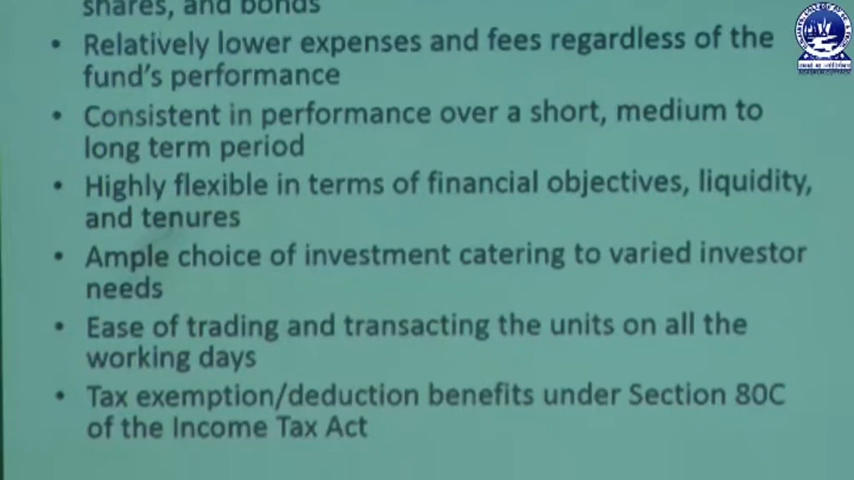 shares, and bonds
• Relatively lower expenses and fees regardless of the
fund's performance
• Consistent in performance over a short, medium to
long term period
• Highly flexible in terms of financial objectives, liquidity,
and tenures
• Ample choice of investment catering to varied investor
needs
• Ease of trading and transacting the units on all the
working days
• Tax exemption/deduction benefits under Section 80C
of the Income Tax Act